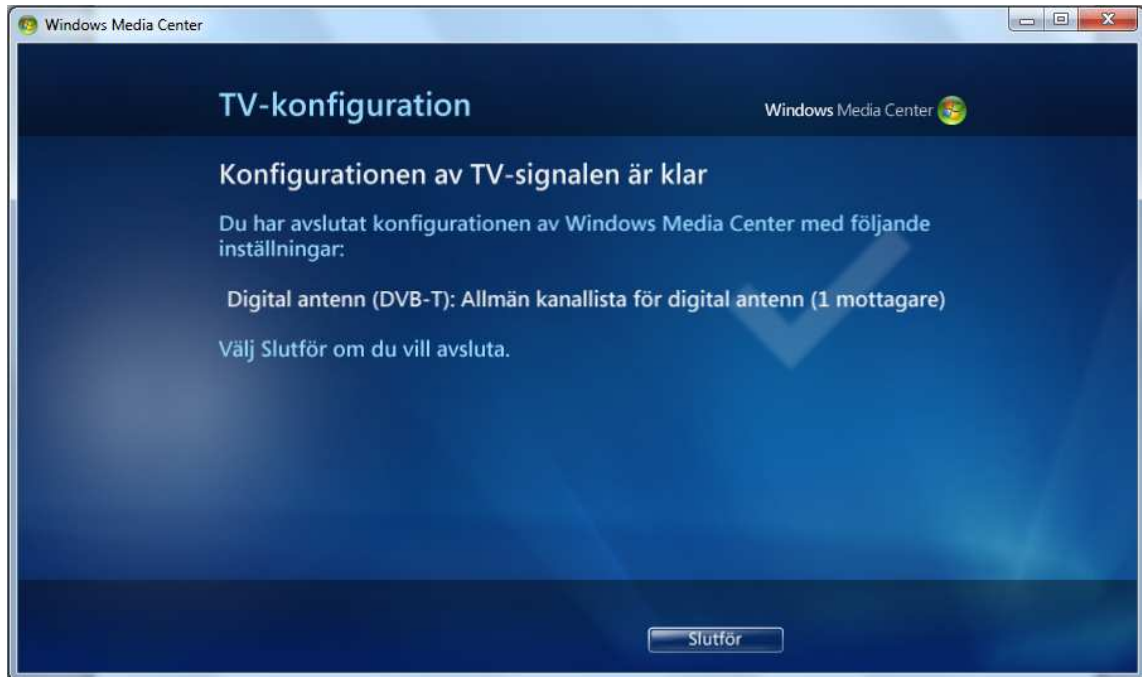 Windows Media Center
TV-konfiguration
Windows Media Center
Konfigurationen av TV-signalen är klar
Du har avslutat konfigurationen av Windows Media Center med följande
inställningar:
Digital antenn (DVB-T): Allmän kanallista för digital antenn (1 mottagare)
Välj Slutför om du vill avsluta.
Slutför